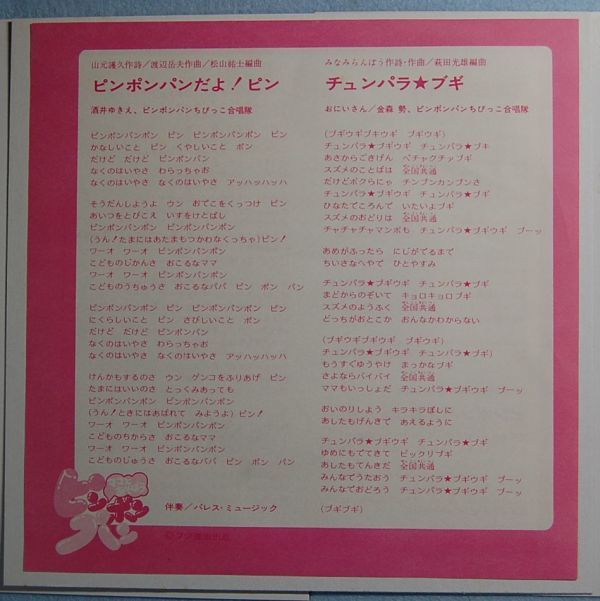 山元護久作詩/渡辺岳夫作曲/松山祐士編曲
ピンポンパンだよ!ピン
酒井ゆきえ、ピンポンパンちびっこ合唱隊
ピンポンパンポン ピン ピンポンパンポン ピン
かなしいこと ピン くやしいこと ポン
だけど だけど ピンポンパン
なくのはいやさ わらっちゃお
なくのはいやさ なくのはいやさ アッハッハッハ
そうだんしようよ ウン おでこをくっつけ ピン
あいつをとびこえ いすをけとばし
ピンポンパンポン ピンポンパンポン
(うん!たまにはあたまもつかわなくっちゃ)ピン!
ワーオ ワーオ ピンポンパンポン
こどものじかんさ おこるなママ
ワーオ ワーオ ピンポンパンポン
こどものうちゅうさ おこるなパパ ピン ポン パン
ピンポンパンポン ピン ピンポンパンポン ピン
にくらしいこと ピン さびしいこと ポン
だけど だけど ピンポンパン
なくのはいやさ わらっちゃお
なくのはいやさ なくのはいやさ アッハッハッハ
けんかもするのさ ウン ゲンコをふりあげ ピン
たまにはいいのさ とっくみあっても
ピンポンパンポン ピンポンパンポン
(うん!ときにはあばれて みようよ)ピン!
ワーオ ワーオ ピンポンパンポン
こどものちからさ おこるなママ
ワーオ ワーオ ピンポンパンポン
こどものじゆうさ おこるなパパ ピン ポン パン
伴奏/パレス・ミュージック
みなみらんぼう作詩・作曲/萩田光雄編曲
チュンパラ★ブギ
おにいさん/金森 勢、ピンポンパンちびっこ合唱隊
(ブギウギブギウギ ブギウギ)
チュンパラ★ブギウギ チュンパラ★ブギ
あさからごきげん ペチャクチャブギ
スズメのことばは 全国共通
だけどボクらにゃ チンプンカンプンさ
チュンパラ★ブギウギ チュンパラ★ブギ
ひなたでころんで いたいよブギ
スズメのおどりは 全国共通
チャチャチャチャマンボも チュンパラ★ブギウギ ブーッ
あめがふったら にじがでるまで
ちいさなへやで ひとやすみ
チュンパラ★ブギウギ チュンパラ★ブギ
まどからのぞいて キョロキョロブギ
スズメのようふく 全国共通
どっちがおとこか おんなかわからない
(ブギウギブギウギ ブギウギ)
チュンパラ★ブギウギ チュンパラ★ブギ)
もうすぐゆうやけ まっかなブギ
さよならバイバイ 全国共通
ママもいっしょだ チュンパラ★ブギウギ ブーッ
おいのりしよう キラキラぼしに
あしたもげんきで あえるように
チュンパラ★ブギウギ チュンパラ★ブギ
ゆめにもでてきて ビックリブギ
あしたもてんきだ 全国共通
みんなでうたおう チュンパラ★ブギウギ ブーッ
みんなでおどろう チュンパラ★ブギウギ ブーッ
(ブギブギ)
ピンポンパン